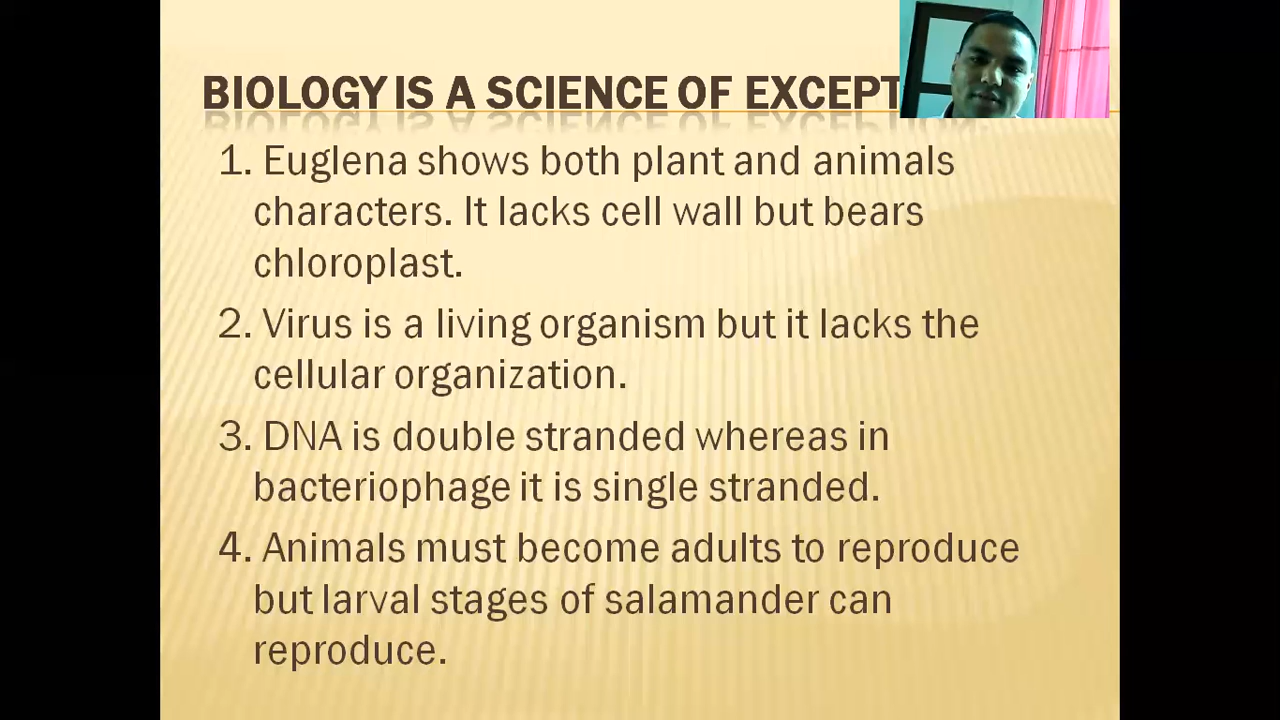 BIOLOGY IS A SCIENCE OF EXCEPT
1. Euglena shows both plant and animals
characters. It lacks cell wall but bears
chloroplast.
2. Virus is a living organism but it lacks the
cellular organization.
3. DNA is double stranded whereas in
bacteriophage it is single stranded.
4. Animals must become adults to reproduce
but larval stages of salamander can
reproduce.